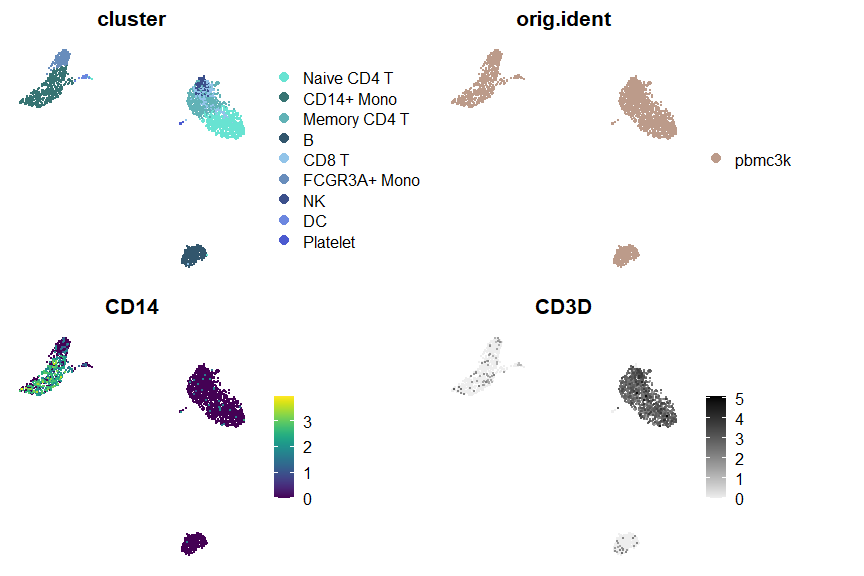 cluster
Naive CD4 T
CD14+ Mono
Memory CD4 T
B
CD8 T
FCGR3A+ Mono
NK
DC
Platelet
orig.ident
pbmc3k
CD14
3
2
1
0
CD3D
5
4
3
2
1
0